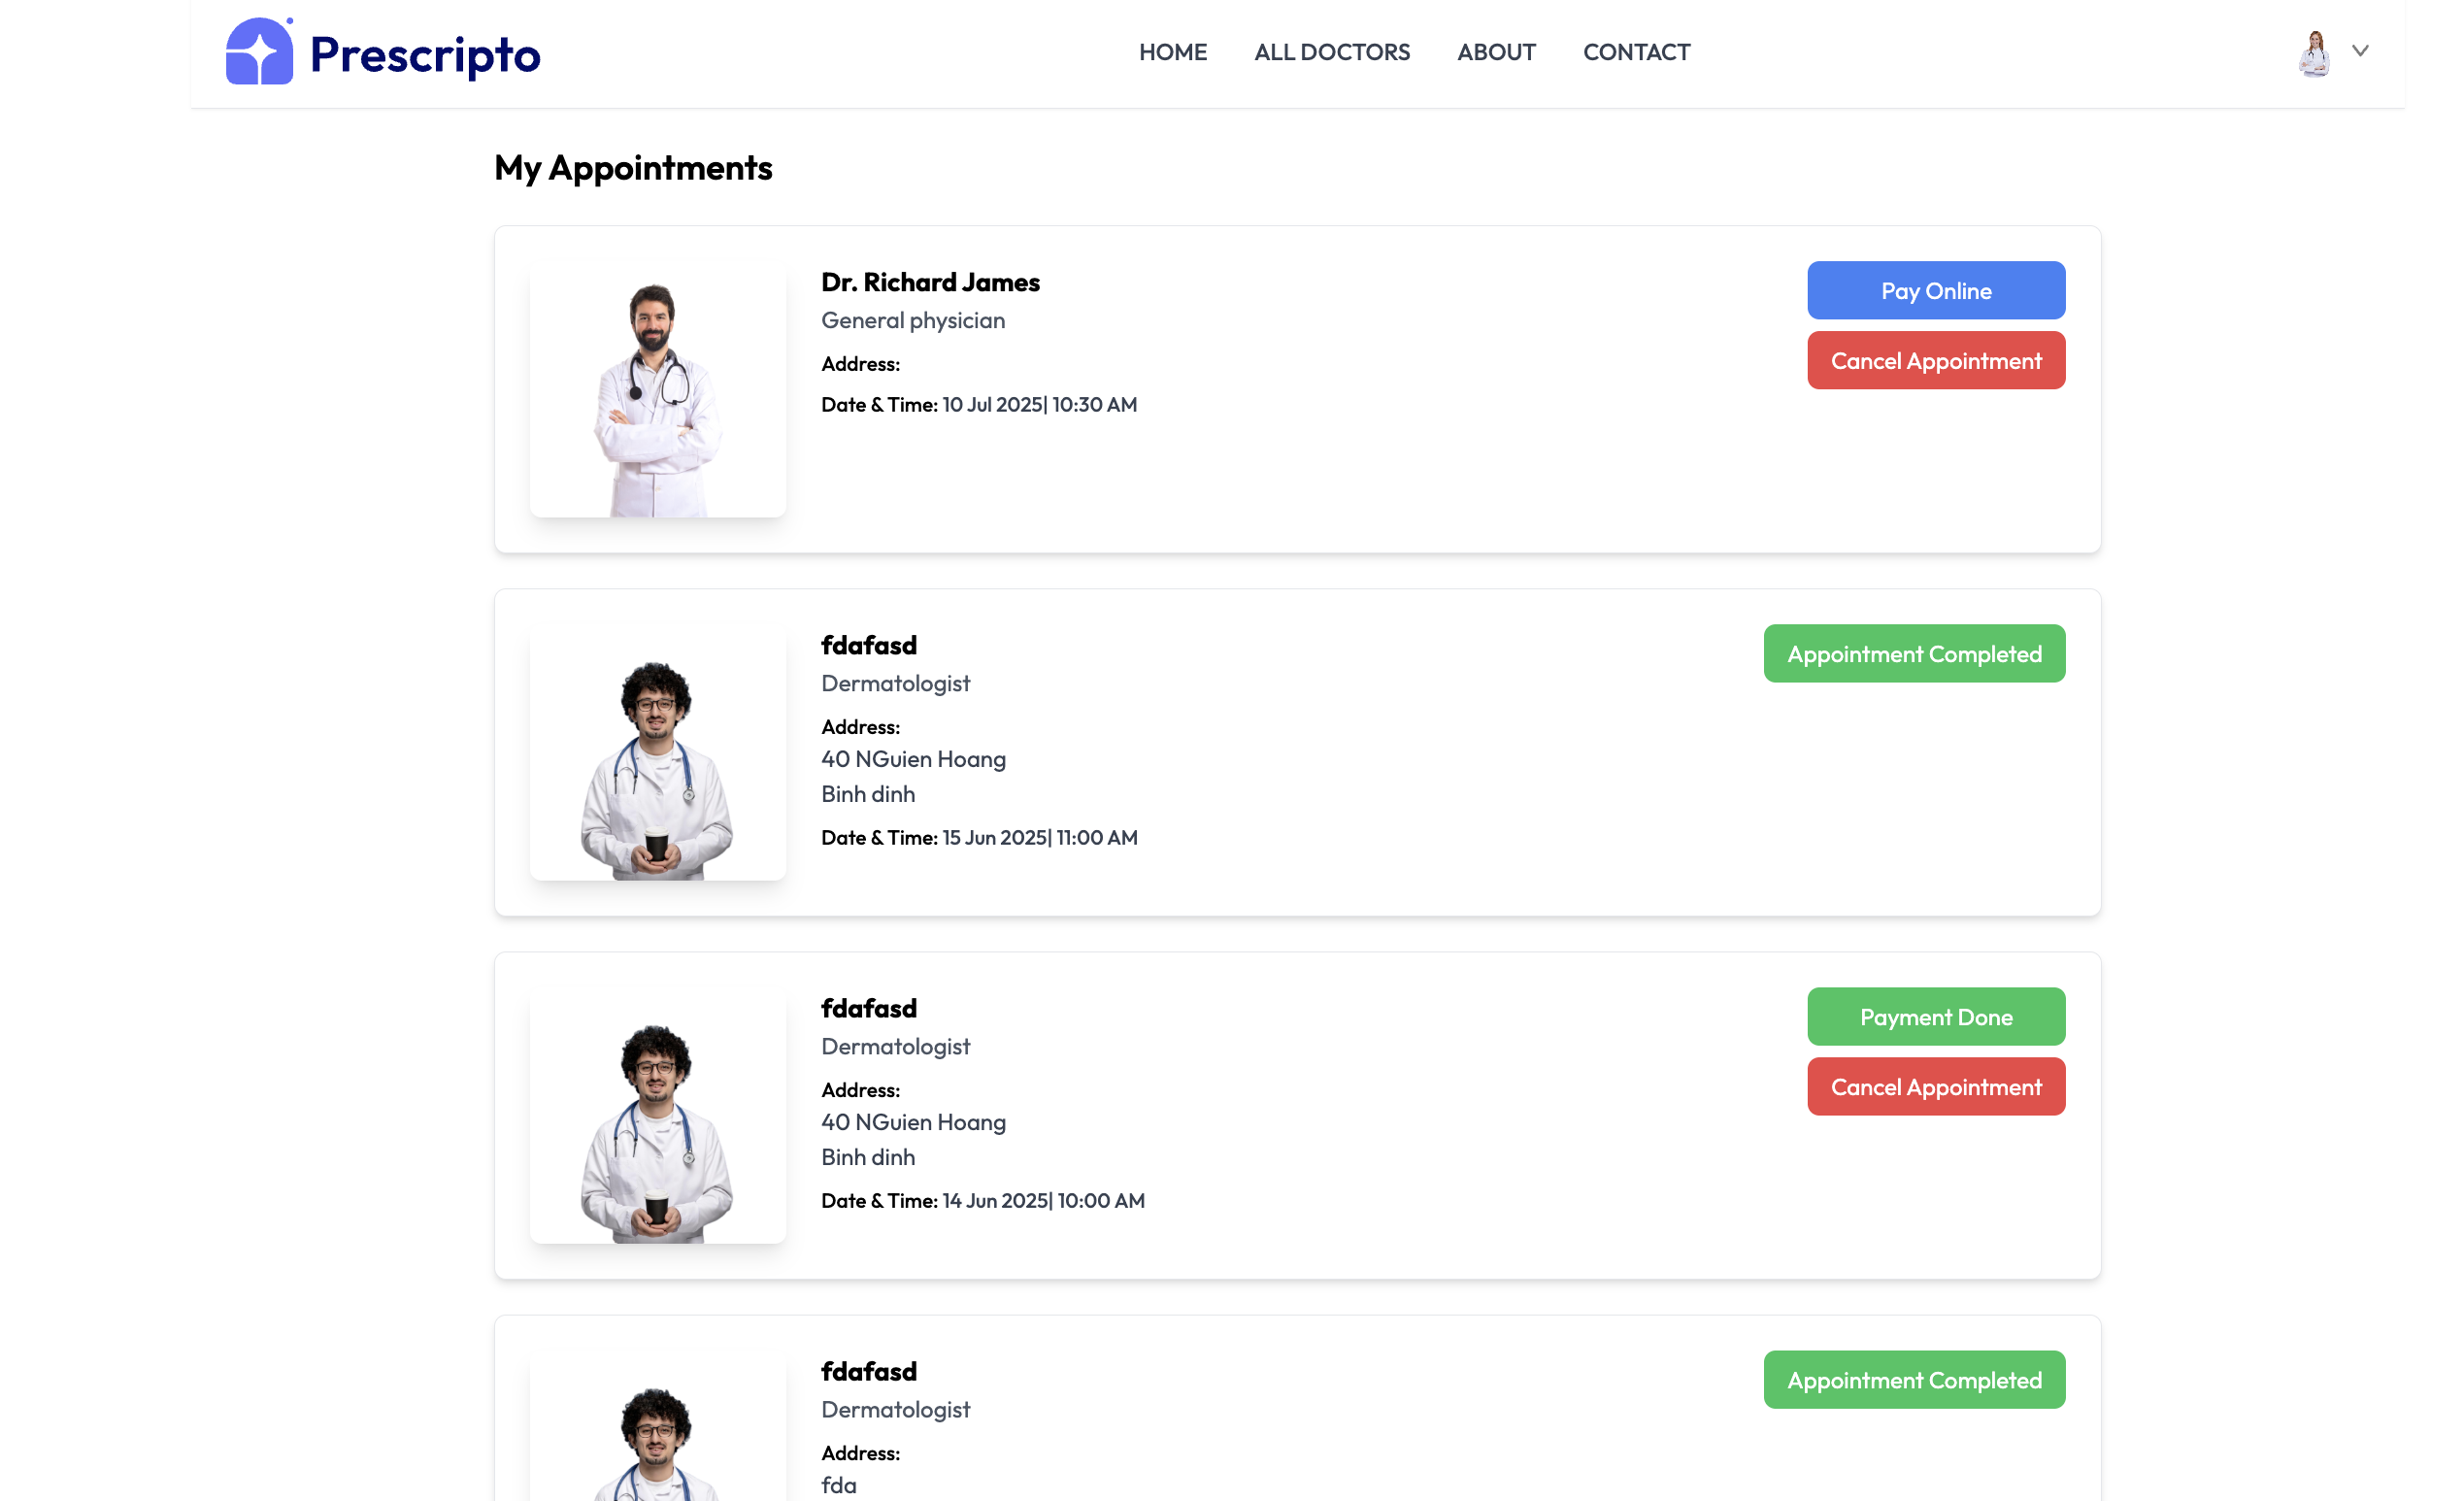 Prescripto
HOME ALL DOCTORS ABOUT CONTACT
My Appointments
Dr. Richard James
General physician
Address:
Date & Time: 10 Jul 2025| 10:30 AM
Pay Online
Cancel Appointment
fdafasd
Dermatologist
Address:
40 NGuien Hoang
Binh dinh
Date & Time: 15 Jun 2025| 11:00 AM
Appointment Completed
fdafasd
Dermatologist
Address:
40 NGuien Hoang
Binh dinh
Date & Time: 14 Jun 2025| 10:00 AM
Payment Done
Cancel Appointment
fdafasd
Dermatologist
Address:
fda
Appointment Completed